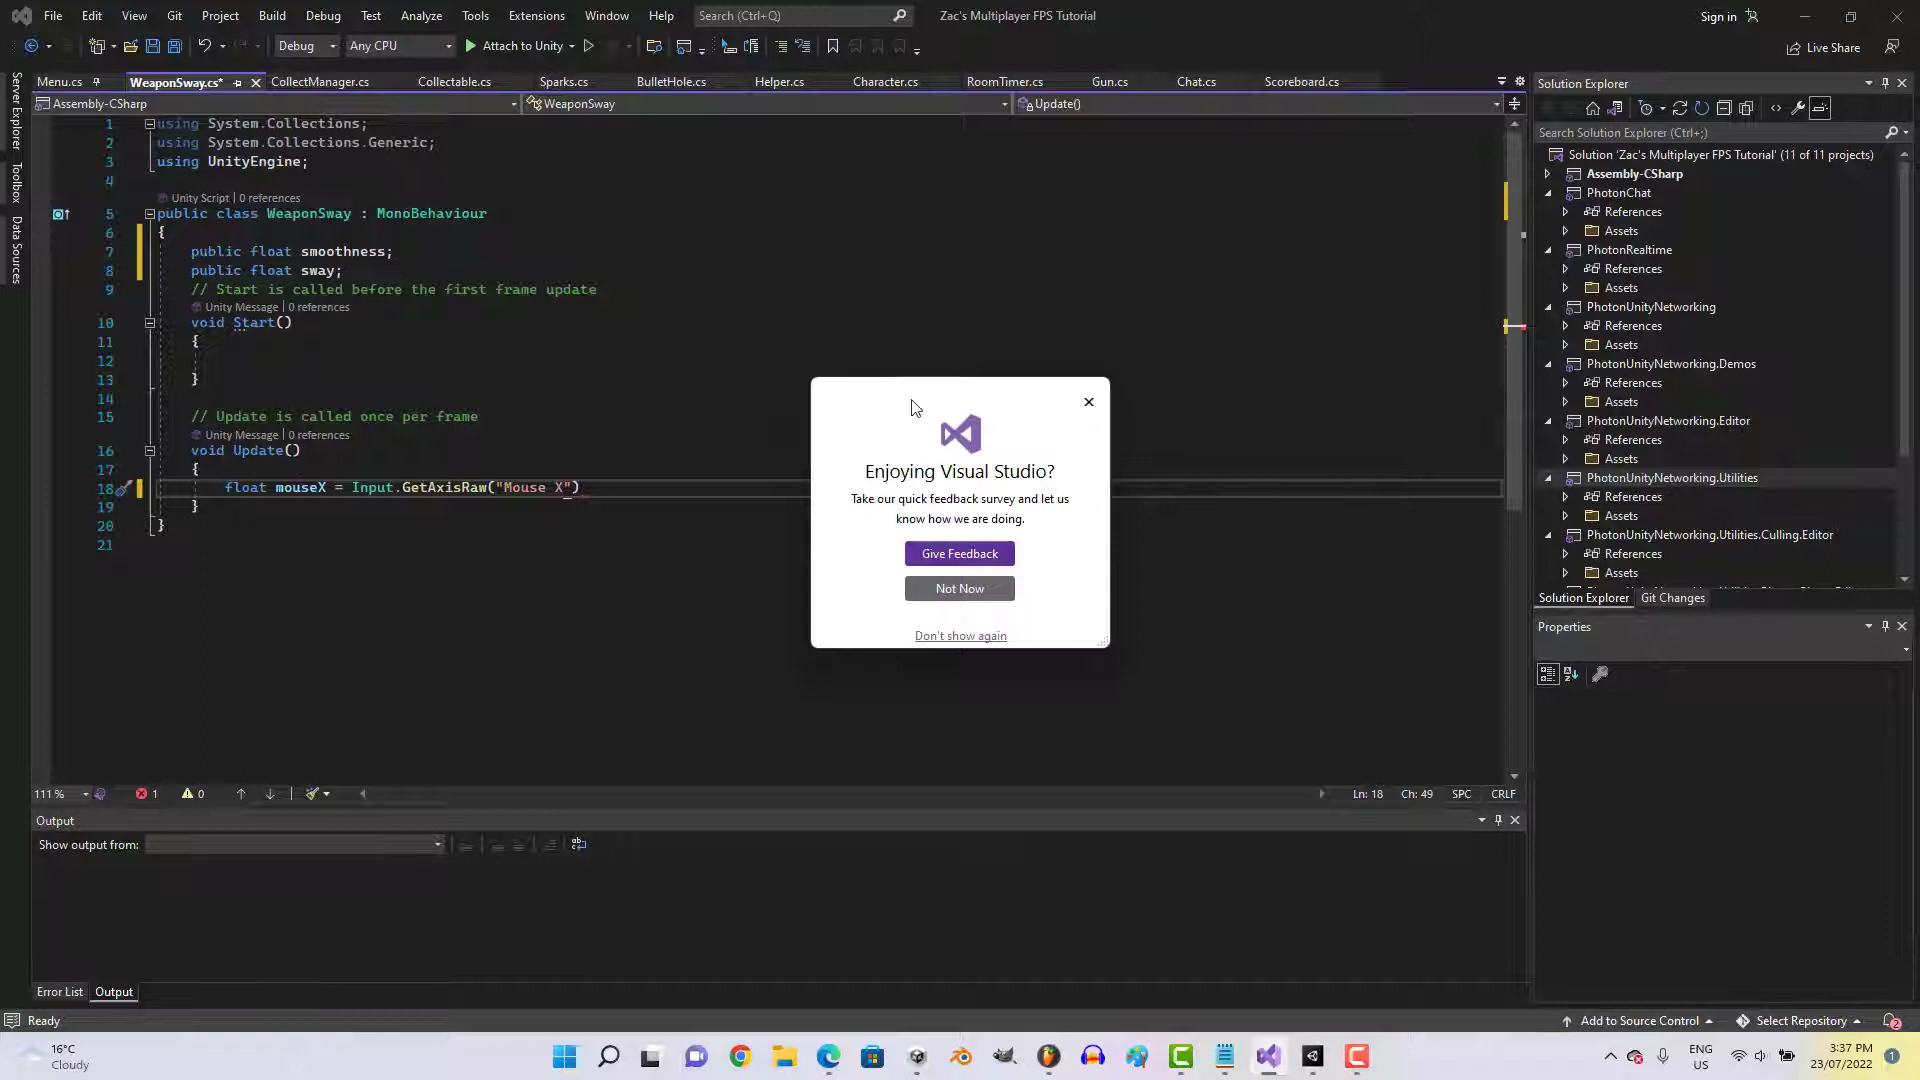 File Edit View Git Project Build Debug Test Analyze Tools Extensions Window Help Search (Ctrl+Q) Zac's Multiplayer FPS Tutorial Sign in
Debug Any CPU Attach to Unity Live Share
Menu.cs WeaponSway.cs* CollectManager.cs Collectable.cs Sparks.cs BulletHole.cs Helper.cs Character.cs RoomTimer.cs Gun.cs Chat.cs Scoreboard.cs
Assembly-CSharp WeaponSway Update()
Server Explorer
Toolbox
Data Sources
1 using System.Collections;
2 using System.Collections.Generic;
3 using UnityEngine;
4
Unity Script | 0 references
5 public class WeaponSway : MonoBehaviour
6 {
7 public float smoothness;
8 public float sway;
9 // Start is called before the first frame update
Unity Message | 0 references
10 void Start()
11 {
12
13 }
14
15 // Update is called once per frame
Unity Message | 0 references
16 void Update()
17 {
18 float mouseX = Input.GetAxisRaw("Mouse X")
19 }
20 }
21
Enjoying Visual Studio?
Take our quick feedback survey and let us
know how we are doing.
Give Feedback
Not Now
Don't show again
111 % 1 0 Ln: 18 Ch: 49 SPC CRLF
Output
Show output from:
Error List Output
Solution Explorer
Search Solution Explorer (Ctrl+;)
Solution 'Zac's Multiplayer FPS Tutorial' (11 of 11 projects)
Assembly-CSharp
PhotonChat
References
Assets
PhotonRealtime
References
Assets
PhotonUnityNetworking
References
Assets
PhotonUnityNetworking.Demos
References
Assets
PhotonUnityNetworking.Editor
References
Assets
PhotonUnityNetworking.Utilities
References
Assets
PhotonUnityNetworking.Utilities.Culling.Editor
References
Assets
Solution Explorer Git Changes
Properties
Ready Add to Source Control Select Repository 2
16°C
Cloudy
ENG
US
3:37 PM
23/07/2022
1